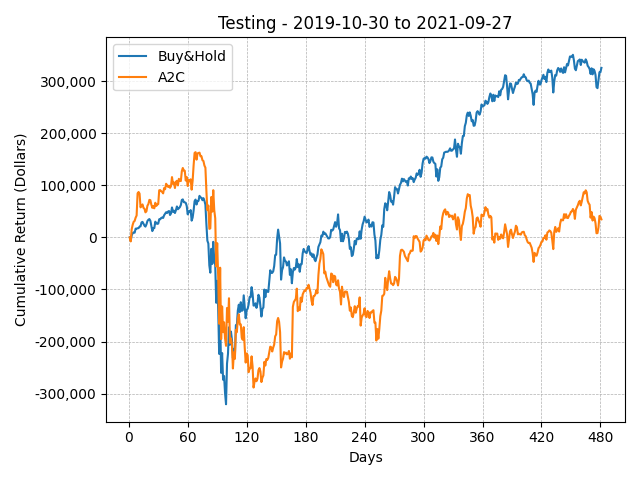 Testing - 2019-10-30 to 2021-09-27
Buy&Hold
A2C
Cumulative Return (Dollars)
300,000
200,000
100,000
0
-100,000
-200,000
-300,000
0 60 120 180 240 300 360 420 480
Days